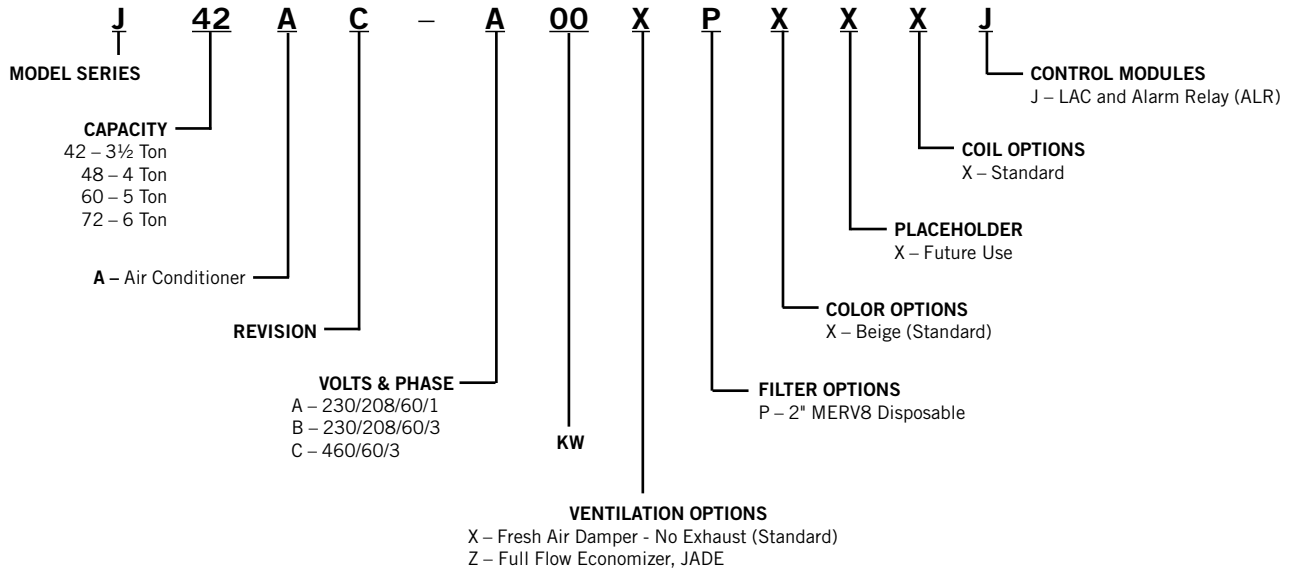 J 42 A C – A 00 X P X X X J
MODEL SERIES
CAPACITY
42 – 3½ Ton
48 – 4 Ton
60 – 5 Ton
72 – 6 Ton
A – Air Conditioner
REVISION
VOLTS & PHASE
A – 230/208/60/1
B – 230/208/60/3
C – 460/60/3
KW
VENTILATION OPTIONS
X – Fresh Air Damper - No Exhaust (Standard)
Z – Full Flow Economizer, JADE
FILTER OPTIONS
P – 2" MERV8 Disposable
COLOR OPTIONS
X – Beige (Standard)
PLACEHOLDER
X – Future Use
COIL OPTIONS
X – Standard
CONTROL MODULES
J – LAC and Alarm Relay (ALR)